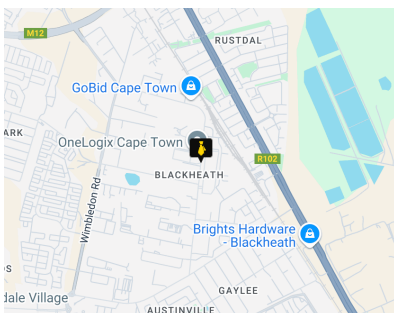 M12
RUSTDAL
GoBid Cape Town
ARK
OneLogix Cape Town
R102
BLACKHEATH
Wimbledon Rd
Brights Hardware
- Blackheath
OS
dale Village
GAYLEE
AUSTINVILLE